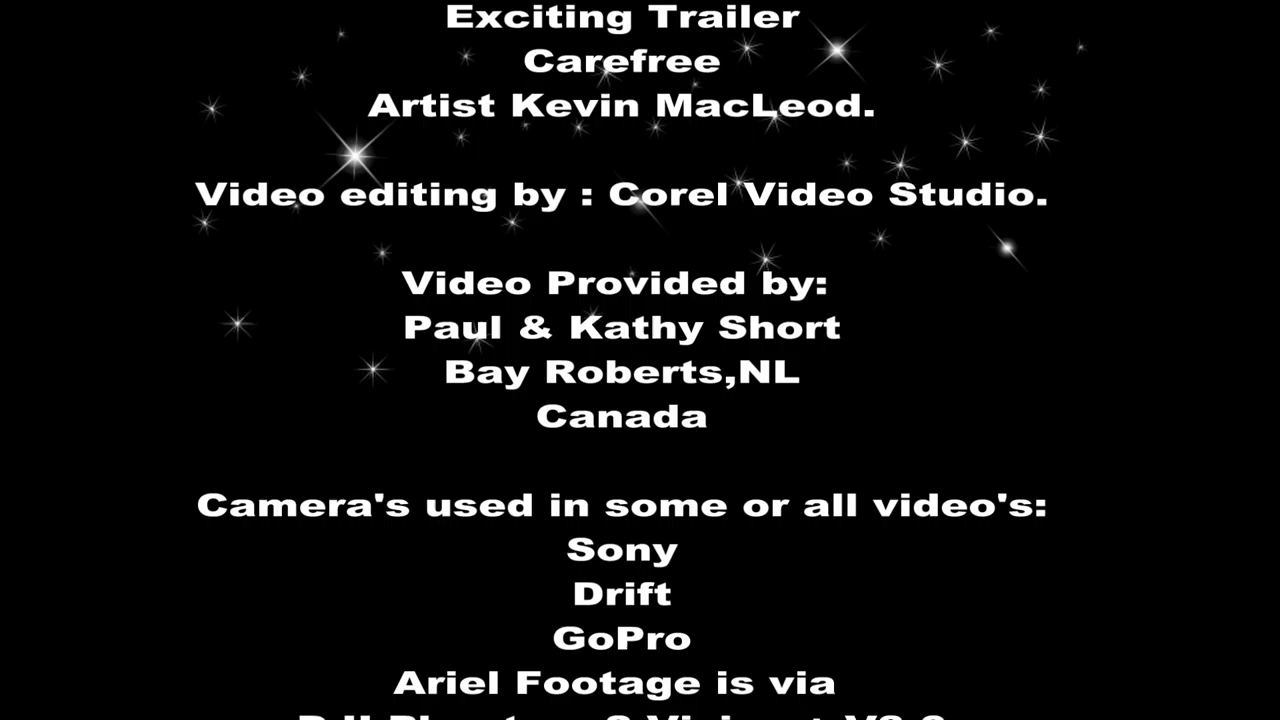 Exciting Trailer
Carefree
Artist Kevin MacLeod.
Video editing by : Corel Video Studio.
Video Provided by:
Paul & Kathy Short
Bay Roberts,NL
Canada
Camera's used in some or all video's:
Sony
Drift
GoPro
Ariel Footage is via